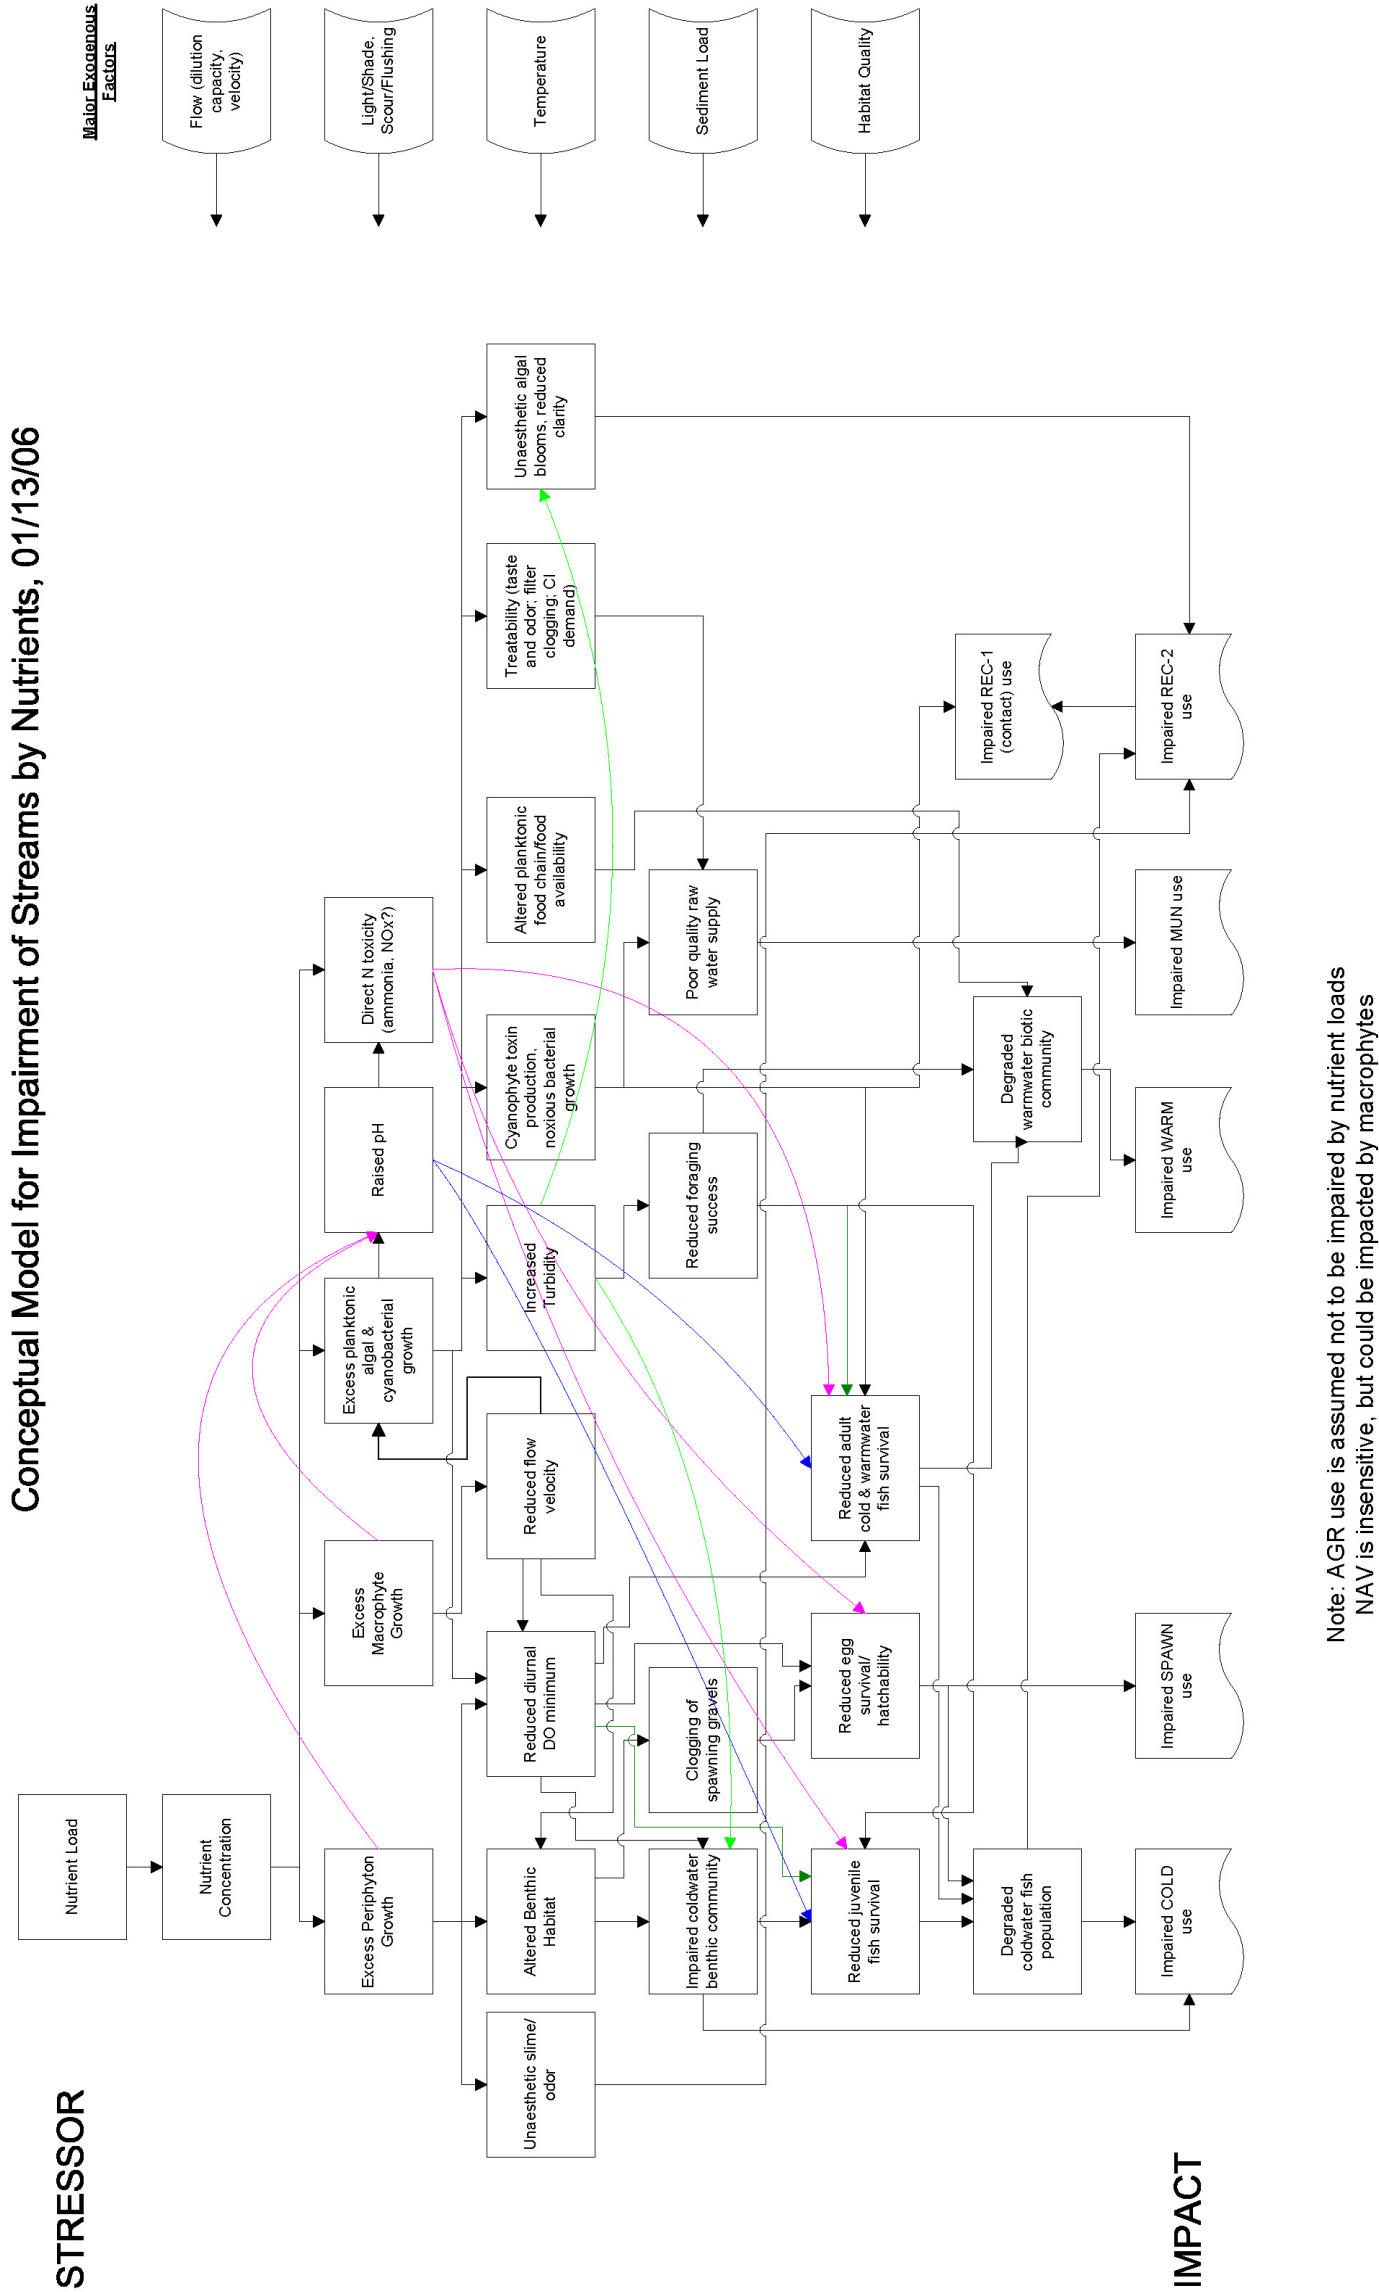 Conceptual Model for Impairment of Streams by Nutrients, 01/13/06
STRESSOR
Nutrient Load
Nutrient
Concentration
Excess Periphyton
Growth
Excess
Macrophyte
Growth
Excess planktonic
algal &
cyanobacterial
growth
Raised pH
Direct N toxicity
(ammonia, NOx?)
Unaesthetic slime/
odor
Altered Benthic
Habitat
Reduced diurnal
DO minimum
Reduced flow
velocity
Increased
Turbidity
Cyanophyte toxin
production,
noxious bacterial
growth
Altered planktonic
food chain/food
availability
Treatability (taste
and odor; filter
clogging; Cl
demand)
Unaesthetic algal
blooms, reduced
clarity
Impaired coldwater
benthic community
Clogging of
spawning gravels
Reduced foraging
success
Poor quality raw
water supply
Reduced juvenile
fish survival
Reduced egg
survival/
hatchability
Reduced adult
cold & warmwater
fish survival
Degraded
coldwater fish
population
Degraded
warmwater biotic
community
Impaired REC-1
(contact) use
IMPACT
Impaired COLD
use
Impaired SPAWN
use
Impaired WARM
use
Impaired MUN use
Impaired REC-2
use
Major Exogenous
Factors
Flow (dilution
capacity,
velocity)
Light/Shade,
Scour/Flushing
Temperature
Sediment Load
Habitat Quality
Note: AGR use is assumed not to be impaired by nutrient loads
NAV is insensitive, but could be impacted by macrophytes